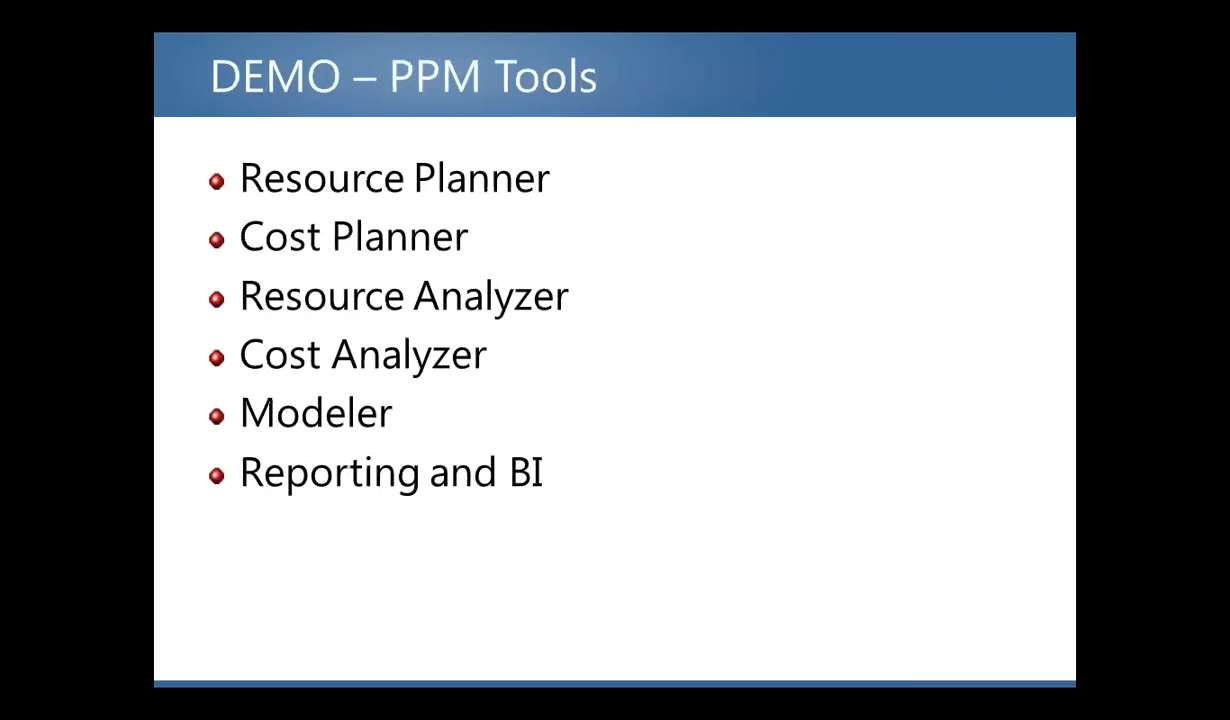 DEMO – PPM Tools
Resource Planner
Cost Planner
Resource Analyzer
Cost Analyzer
Modeler
Reporting and BI